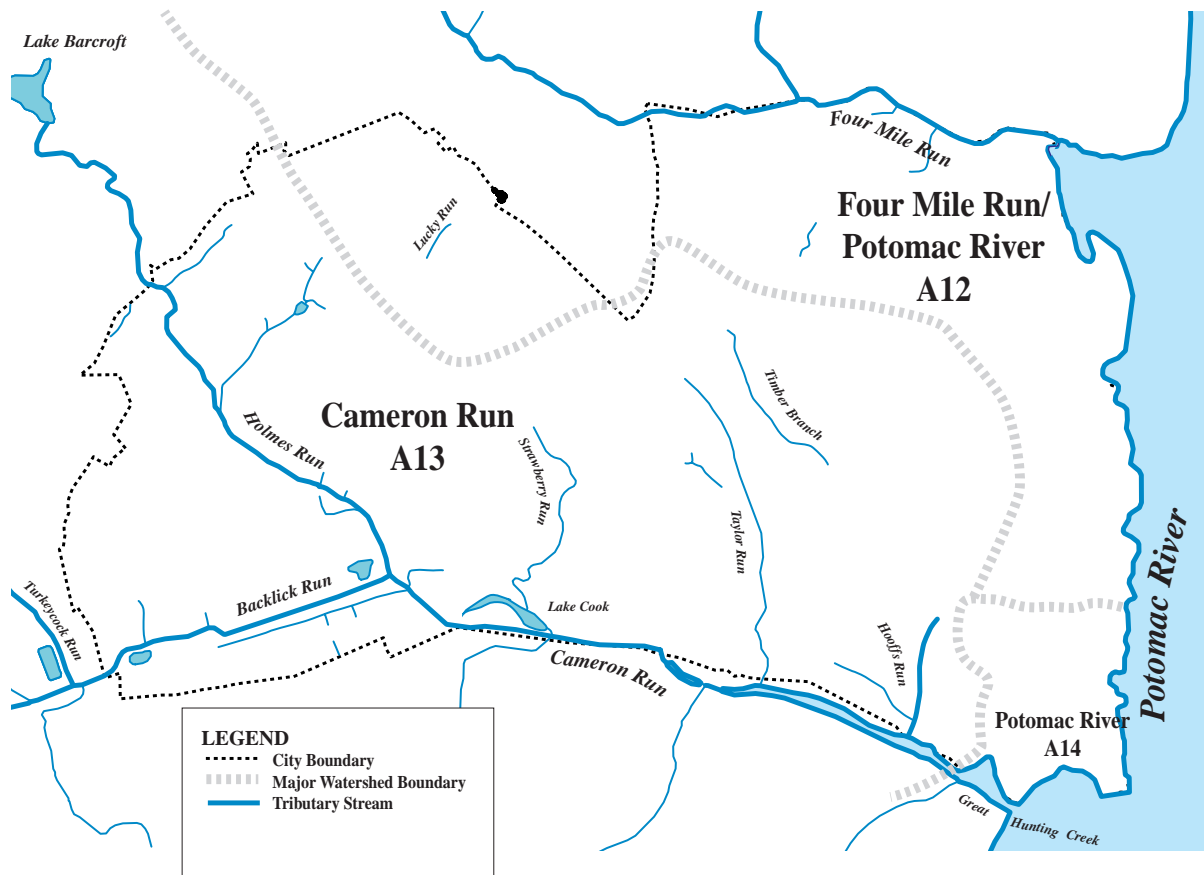 Lake Barcroft
Four Mile Run
Lucky Run
Four Mile Run/
Potomac River
A12
Timber Branch
Cameron Run
A13
Holmes Run
Strawberry Run
Taylor Run
Potomac River
Backlick Run
Turkeycock Run
Lake Cook
Hooffs Run
Cameron Run
Potomac River
A14
LEGEND
City Boundary
Major Watershed Boundary
Tributary Stream
Great Hunting Creek